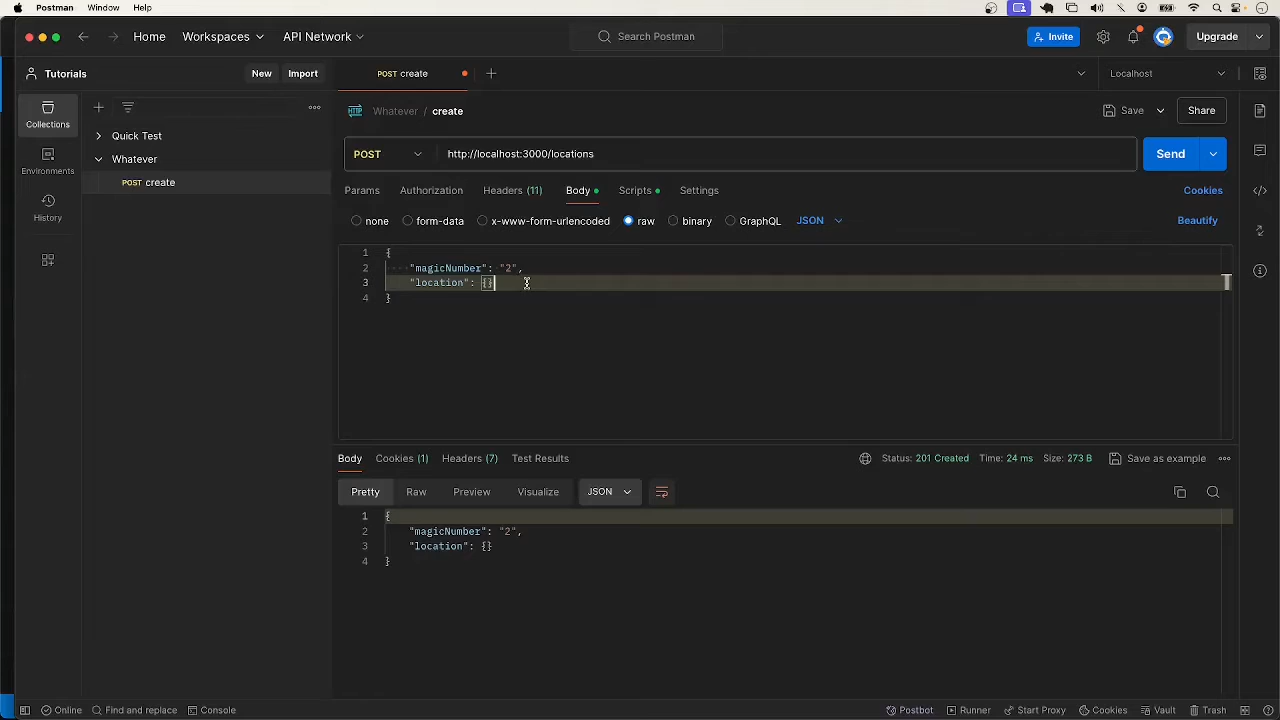 Postman Window Help
Home Workspaces API Network Search Postman Invite Upgrade
Tutorials New Import POST create Localhost
Collections
Environments
History
Quick Test
Whatever
POST create
HTTP Whatever / create Save Share
POST http://localhost:3000/locations Send
Params Authorization Headers (11) Body Scripts Settings Cookies
none form-data x-www-form-urlencoded raw binary GraphQL JSON Beautify
1 {
2 "magicNumber": "2",
3 "location": {}
4 }
Body Cookies (1) Headers (7) Test Results Status: 201 Created Time: 24 ms Size: 273 B Save as example
Pretty Raw Preview Visualize JSON
1 {
2 "magicNumber": "2",
3 "location": {}
4 }
Online Find and replace Console Postbot Runner Start Proxy Cookies Vault Trash